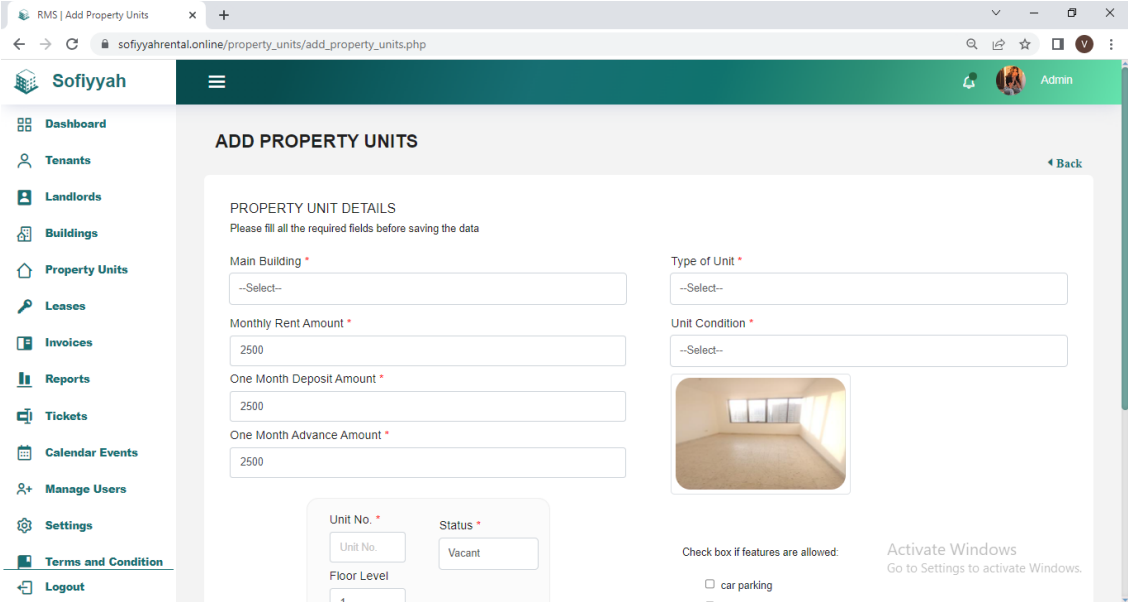 RMS | Add Property Units
sofiyyahrental.online/property_units/add_property_units.php
V
Sofiyyah
Admin
Dashboard
Tenants
Landlords
Buildings
Property Units
Leases
Invoices
Reports
Tickets
Calendar Events
Manage Users
Settings
Terms and Condition
Logout
ADD PROPERTY UNITS
Back
PROPERTY UNIT DETAILS
Please fill all the required fields before saving the data
Main Building *
--Select--
Type of Unit *
--Select--
Monthly Rent Amount *
2500
Unit Condition *
--Select--
One Month Deposit Amount *
2500
One Month Advance Amount *
2500
Unit No. *
Unit No.
Status *
Vacant
Floor Level
1
Check box if features are allowed:
car parking
Activate Windows
Go to Settings to activate Windows.